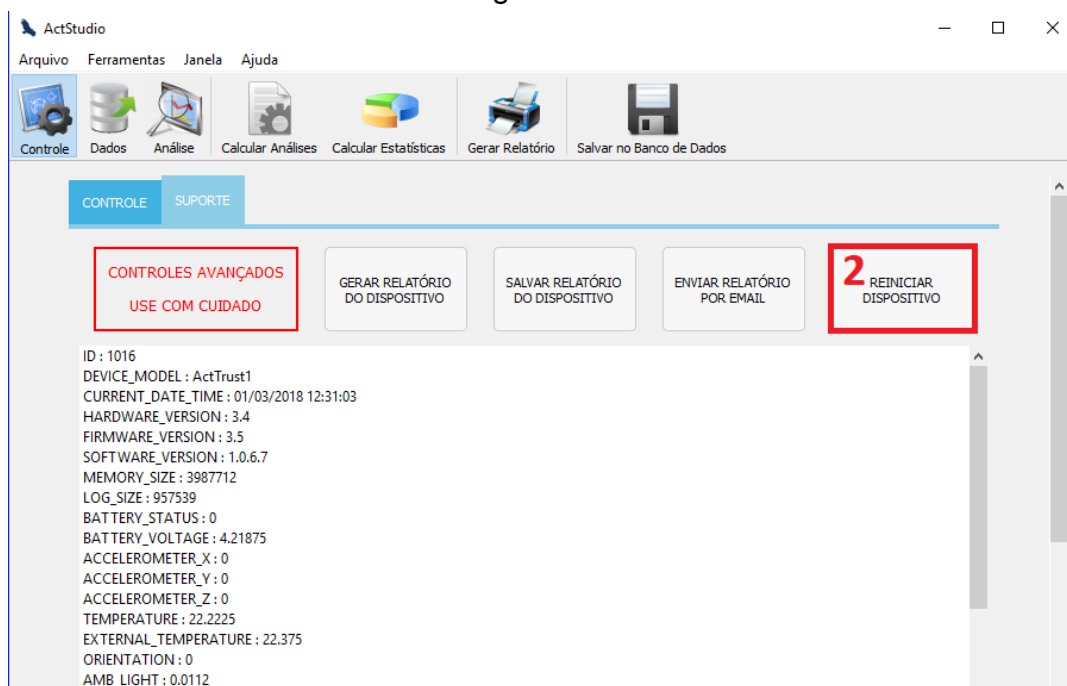 ActStudio
Arquivo Ferramentas Janela Ajuda
Controle Dados Análise Calcular Análises Calcular Estatísticas Gerar Relatório Salvar no Banco de Dados
CONTROLE SUPORTE
CONTROLES AVANÇADOS
USE COM CUIDADO
GERAR RELATÓRIO
DO DISPOSITIVO
SALVAR RELATÓRIO
DO DISPOSITIVO
ENVIAR RELATÓRIO
POR EMAIL
2 REINICIAR
DISPOSITIVO
ID : 1016
DEVICE_MODEL : ActTrust1
CURRENT_DATE_TIME : 01/03/2018 12:31:03
HARDWARE_VERSION : 3.4
FIRMWARE_VERSION : 3.5
SOFTWARE_VERSION : 1.0.6.7
MEMORY_SIZE : 3987712
LOG_SIZE : 957539
BATTERY_STATUS : 0
BATTERY_VOLTAGE : 4.21875
ACCELEROMETER_X : 0
ACCELEROMETER_Y : 0
ACCELEROMETER_Z : 0
TEMPERATURE : 22.2225
EXTERNAL_TEMPERATURE : 22.375
ORIENTATION : 0
AMB_LIGHT : 0.0112